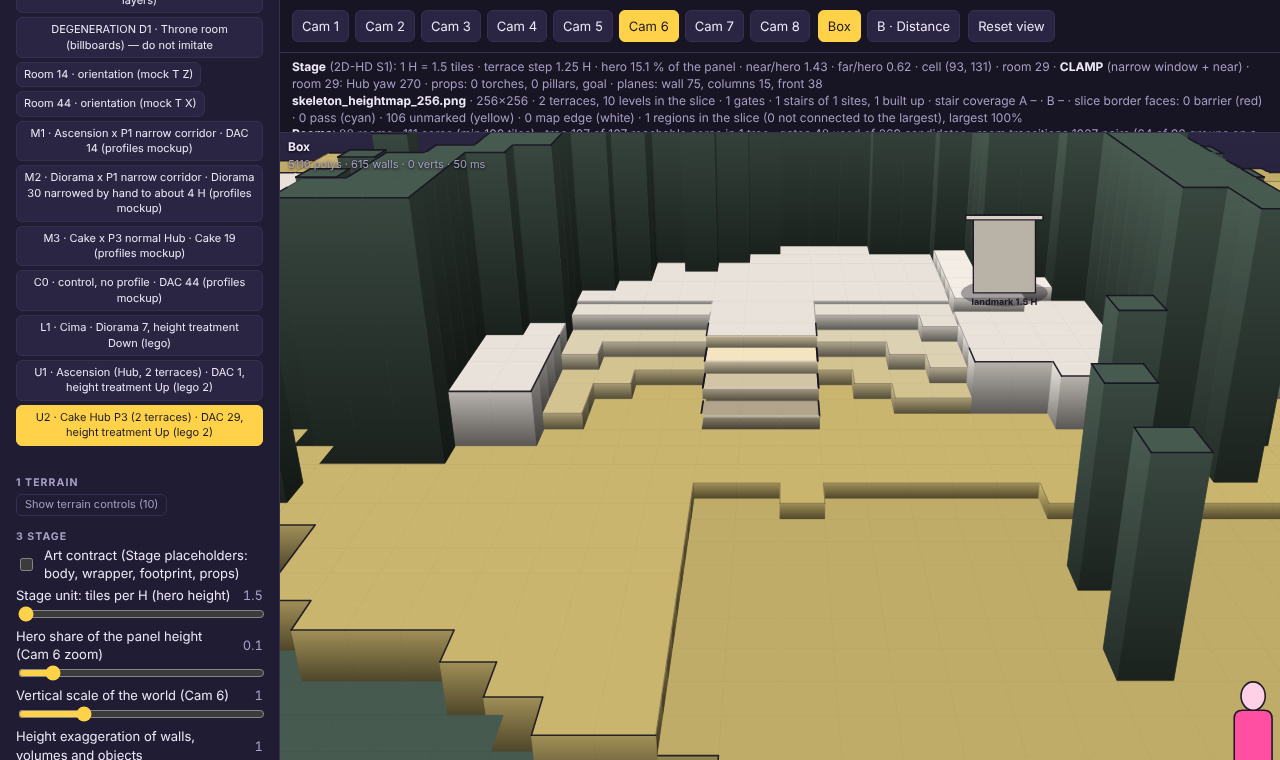 layers)
DEGENERATION D1 · Throne room
(billboards) — do not imitate
Room 14 · orientation (mock T Z)
Room 44 · orientation (mock T X)
M1 · Ascension x P1 narrow corridor · DAC
14 (profiles mockup)
M2 · Diorama x P1 narrow corridor · Diorama
30 narrowed by hand to about 4 H (profiles
mockup)
M3 · Cake x P3 normal Hub · Cake 19
(profiles mockup)
C0 · control, no profile · DAC 44 (profiles
mockup)
L1 · Cima · Diorama 7, height treatment
Down (lego)
U1 · Ascension (Hub, 2 terraces) · DAC 1,
height treatment Up (lego 2)
U2 · Cake Hub P3 (2 terraces) · DAC 29,
height treatment Up (lego 2)
1 TERRAIN
Show terrain controls (10)
3 STAGE
Art contract (Stage placeholders:
body, wrapper, footprint, props)
Stage unit: tiles per H (hero height) 1.5
Hero share of the panel height
(Cam 6 zoom) 0.1
Vertical scale of the world (Cam 6) 1
Height exaggeration of walls,
volumes and objects 1
Cam 1 Cam 2 Cam 3 Cam 4 Cam 5 Cam 6 Cam 7 Cam 8 Box B · Distance Reset view
Stage (2D-HD S1): 1 H = 1.5 tiles · terrace step 1.25 H · hero 15.1 % of the panel · near/hero 1.43 · far/hero 0.62 · cell (93, 131) · room 29 · CLAMP (narrow window + near) ·
room 29: Hub yaw 270 · props: 0 torches, 0 pillars, goal · planes: wall 75, columns 15, front 38
skeleton_heightmap_256.png · 256×256 · 2 terraces, 10 levels in the slice · 1 gates · 1 stairs of 1 sites, 1 built up · stair coverage A – · B – · slice border faces: 0 barrier (red)
· 0 pass (cyan) · 106 unmarked (yellow) · 0 map edge (white) · 1 regions in the slice (0 not connected to the largest), largest 100%
Box
5110 polys · 615 walls · 0 verts · 50 ms
landmark 1.5 H